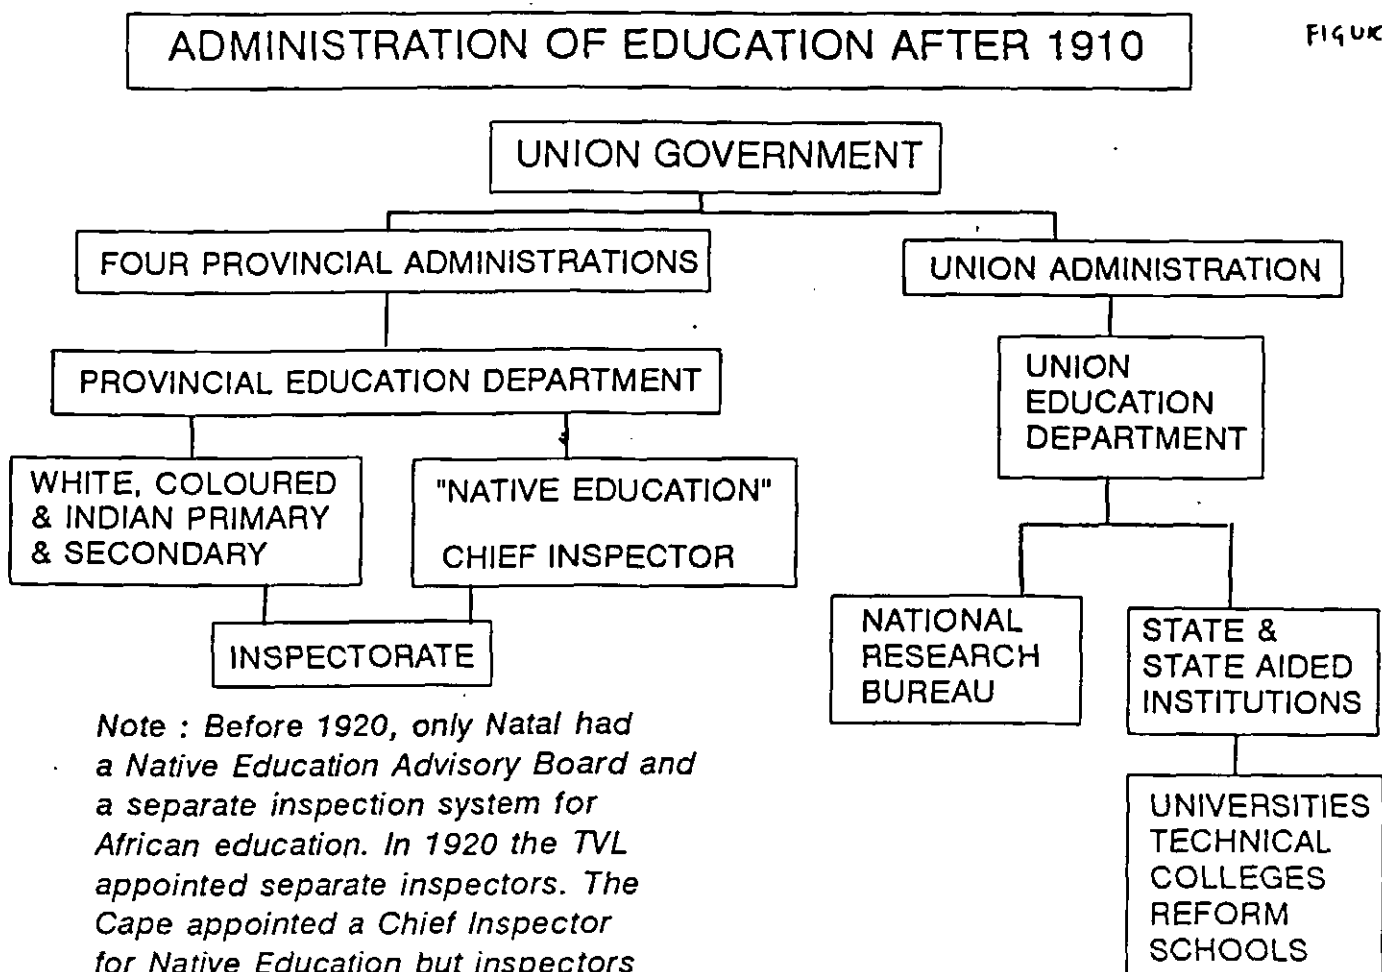 ADMINISTRATION OF EDUCATION AFTER 1910
UNION GOVERNMENT
FOUR PROVINCIAL ADMINISTRATIONS
UNION ADMINISTRATION
PROVINCIAL EDUCATION DEPARTMENT
UNION
EDUCATION
DEPARTMENT
WHITE, COLOURED
& INDIAN PRIMARY
& SECONDARY
"NATIVE EDUCATION"
CHIEF INSPECTOR
INSPECTORATE
NATIONAL
RESEARCH
BUREAU
STATE &
STATE AIDED
INSTITUTIONS
UNIVERSITIES
TECHNICAL
COLLEGES
REFORM
SCHOOLS
Note : Before 1920, only Natal had
a Native Education Advisory Board and
a separate inspection system for
African education. In 1920 the TVL
appointed separate inspectors. The
Cape appointed a Chief Inspector
for Native Education but inspectors